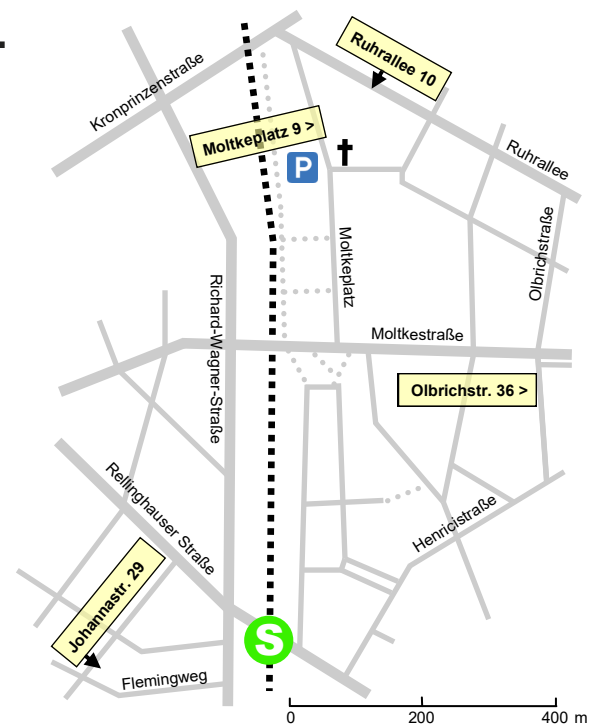 Kronprinzenstraße
Ruhrallee 10
Moltkeplatz 9 >
P
Ruhrallee
Olbrichstraße
Moltkeplatz
Richard-Wagner-Straße
Moltkestraße
Olbrichstr. 36 >
Rellinghauser Straße
Henricistraße
Johannastr. 29
S
Flemingweg
0 200 400 m